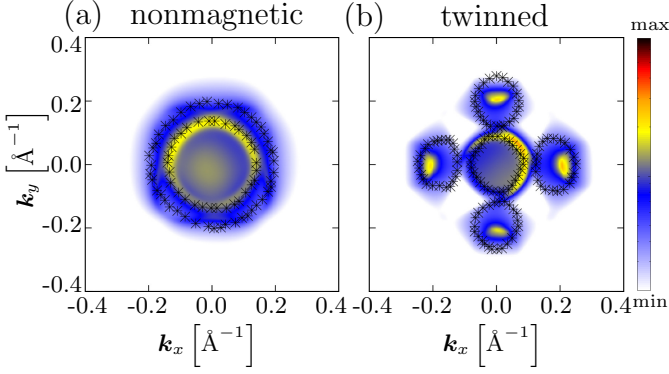 (a) nonmagnetic
(b) twinned
max
min
0.4
0.2
0.0
-0.2
-0.4
k_y [Å⁻¹]
-0.4 -0.2 0.0 0.2 0.4
-0.4 -0.2 0.0 0.2 0.4
k_x [Å⁻¹]
k_x [Å⁻¹]